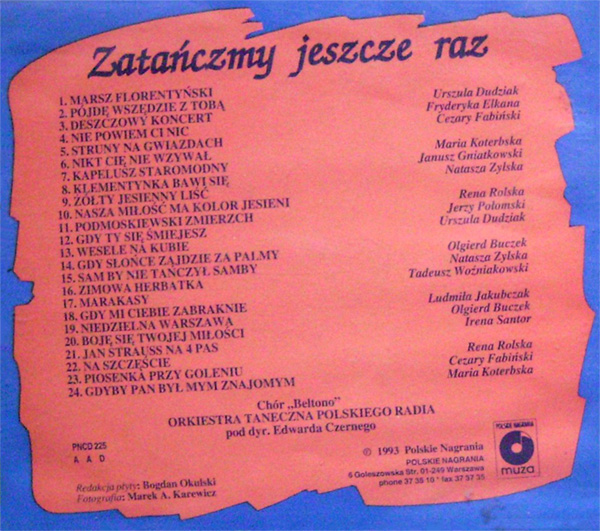 Zatańczmy jeszcze raz
1. MARSZ FLORENTYŃSKI Urszula Dudziak
2. PÓJDĘ WSZĘDZIE Z TOBĄ Fryderyka Elkana
3. DESZCZOWY KONCERT Cezary Fabiński
4. NIE POWIEM CI NIC
5. STRUNY NA GWIAZDACH Maria Koterbska
6. NIKT CIĘ NIE WZYWAŁ Janusz Gniatkowski
7. KAPELUSZ STAROMODNY Natasza Zylska
8. KLEMENTYNKA BAWI SIĘ
9. ŻÓŁTY JESIENNY LIŚĆ Rena Rolska
10. NASZA MIŁOŚĆ MA KOLOR JESIENI Jerzy Połomski
11. PODMOSKIEWSKI ZMIERZCH Urszula Dudziak
12. GDY TY SIĘ ŚMIEJESZ
13. WESELE NA KUBIE Olgierd Buczek
14. GDY SŁOŃCE ZAJDZIE ZA PALMY Natasza Zylska
15. SAM BY NIE TAŃCZYŁ SAMBY Tadeusz Woźniakowski
16. ZIMOWA HERBATKA
17. MARAKASY Ludmiła Jakubczak
18. GDY MI CIEBIE ZABRAKNIE Olgierd Buczek
19. NIEDZIELNA WARSZAWA Irena Santor
20. BOJĘ SIĘ TWOJEJ MIŁOŚCI
21. JAN STRAUSS NA 4 PAS Rena Rolska
22. NA SZCZĘŚCIE Cezary Fabiński
23. PIOSENKA PRZY GOLENIU Maria Koterbska
24. GDYBY PAN BYŁ MYM ZNAJOMYM
Chór „Beltono"
ORKIESTRA TANECZNA POLSKIEGO RADIA
pod dyr. Edwarda Czernego
PNCD 225
A A D
© 1993 Polskie Nagrania
POLSKIE NAGRANIA
6 Goleszowska Str. 01-249 Warszawa
phone 37 fax 37 37 35
POLSKIE NAGRANIA
muza
Redakcja płyty: Bogdan Okulski
Fotografia: Marek A. Karewicz